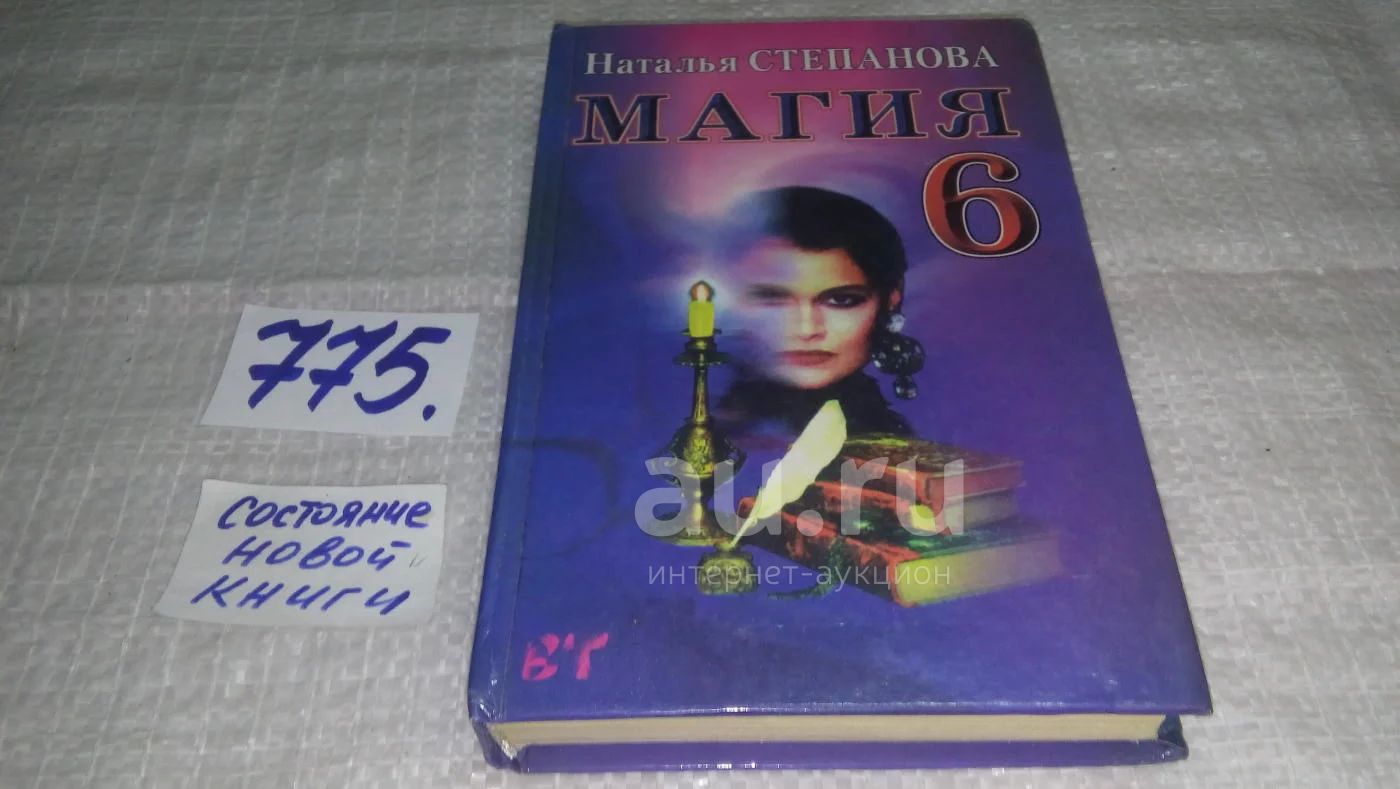 Наталья СТЕПАНОВА
МАГИЯ
6
775.
состояние
новой
книги
au.ru
интернет-аукцион